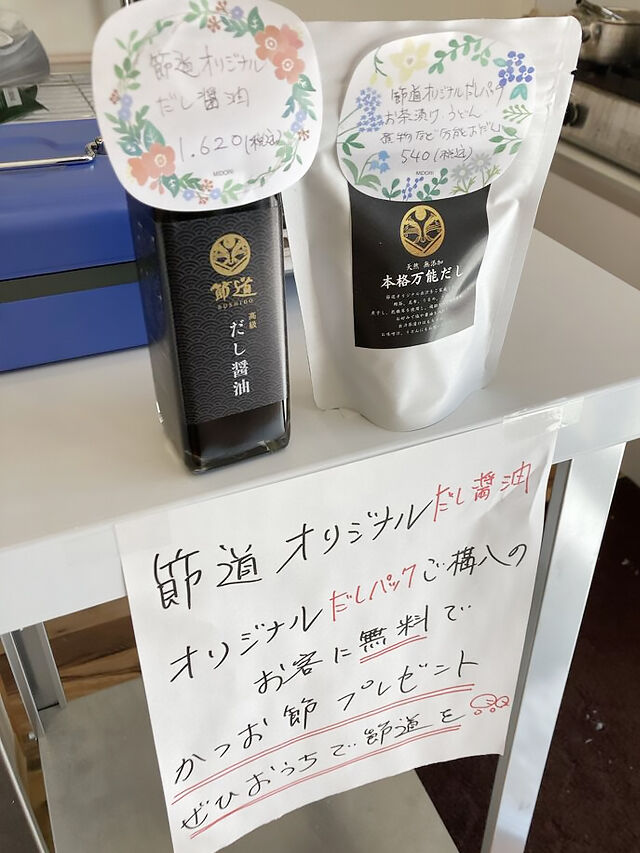 節道オリジナル
だし醤油
1.620(税込)
MIDORI
節道オリジナルだしパック
お茶漬け、うどん
煮物など万能おだし
540(税込)
MIDORI
節道
BUSHIDO
高級
だし醤油
天然 無添加
本格万能だし
節道 オリジナルだし醤油
オリジナルだしパックご構入の
お客に無料で
かつお節プレゼント
ぜひおうちで節道を